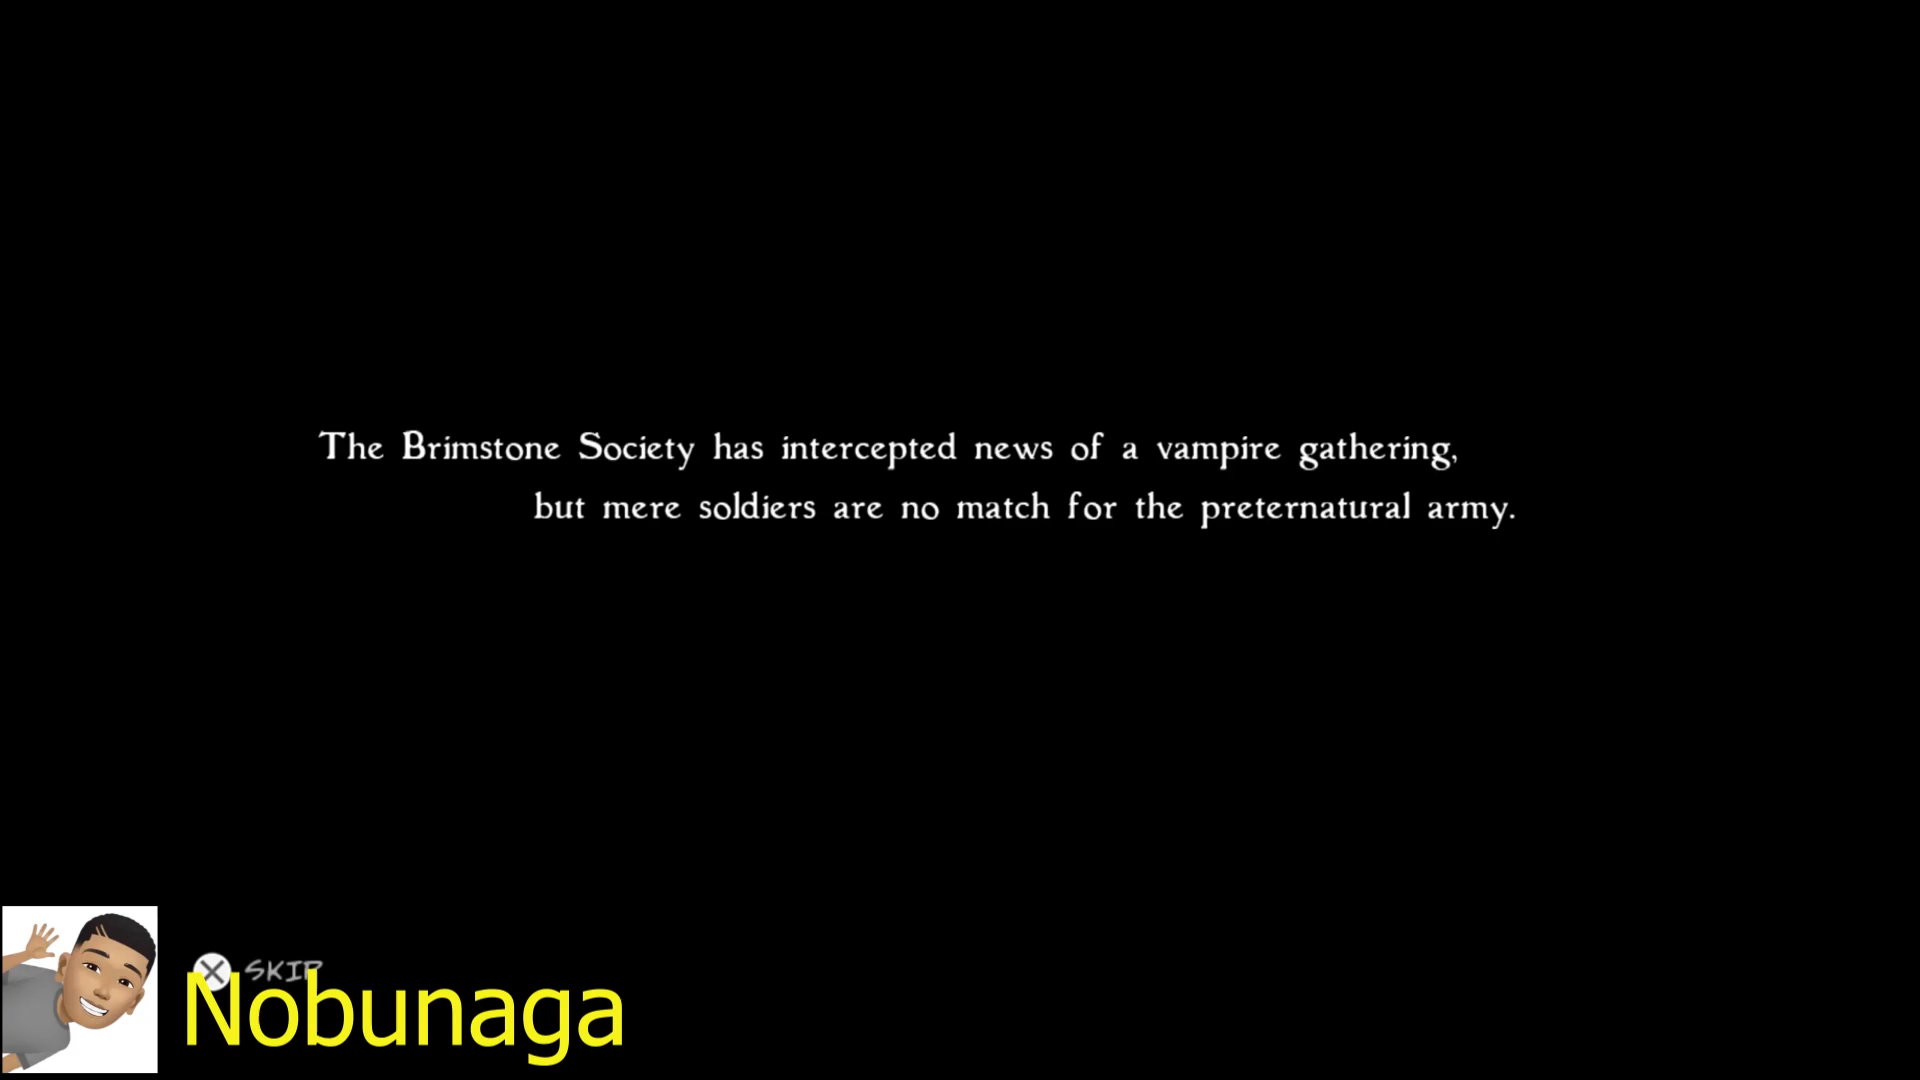 The Brimstone Society has intercepted news of a vampire gathering,
but mere soldiers are no match for the preternatural army.
SKIP
Nobunaga